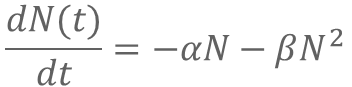 dN(t)/dt = −αN − βN²